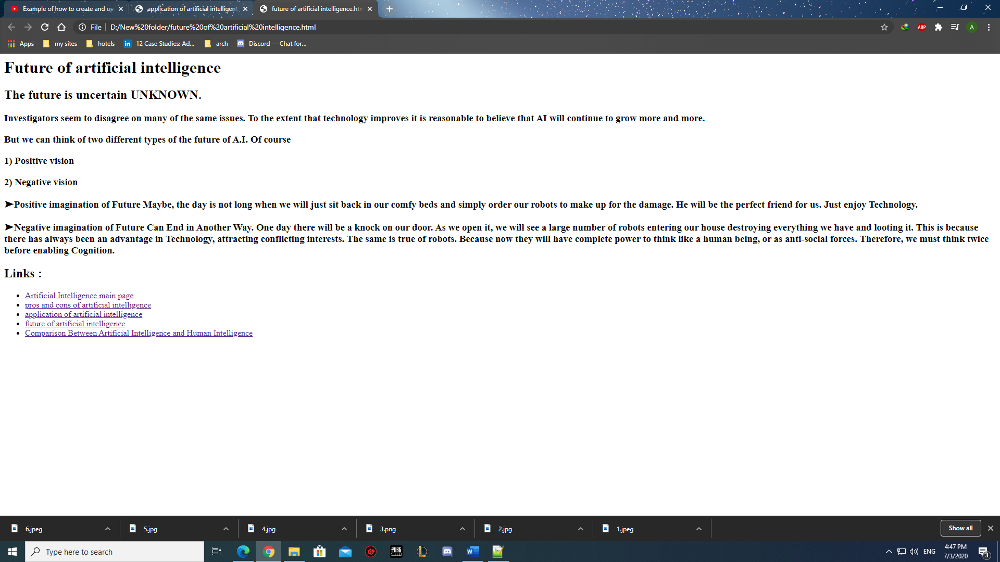 Example of how to create and up
application of artificial intelligent
future of artificial intelligence.htm
File
D:/New%20folder/future%20of%20artificial%20intelligence.html
ABP
A
Apps
my sites
hotels
in
12 Case Studies: Ad...
arch
Discord — Chat for...
Future of artificial intelligence
The future is uncertain UNKNOWN.
Investigators seem to disagree on many of the same issues. To the extent that technology improves it is reasonable to believe that AI will continue to grow more and more.
But we can think of two different types of the future of A.I. Of course
1) Positive vision
2) Negative vision
➤Positive imagination of Future Maybe, the day is not long when we will just sit back in our comfy beds and simply order our robots to make up for the damage. He will be the perfect friend for us. Just enjoy Technology.
➤Negative imagination of Future Can End in Another Way. One day there will be a knock on our door. As we open it, we will see a large number of robots entering our house destroying everything we have and looting it. This is because
there has always been an advantage in Technology, attracting conflicting interests. The same is true of robots. Because now they will have complete power to think like a human being, or as anti-social forces. Therefore, we must think twice
before enabling Cognition.
Links :
• Artificial Intelligence main page
• pros and cons of artificial intelligence
• application of artificial intelligence
• future of artificial intelligence
• Comparison Between Artificial Intelligence and Human Intelligence
6.jpeg
5.jpg
4.jpg
3.png
2.jpg
1.jpeg
Show all
Type here to search
PUBG
W
ENG
4:47 PM
7/3/2020
3